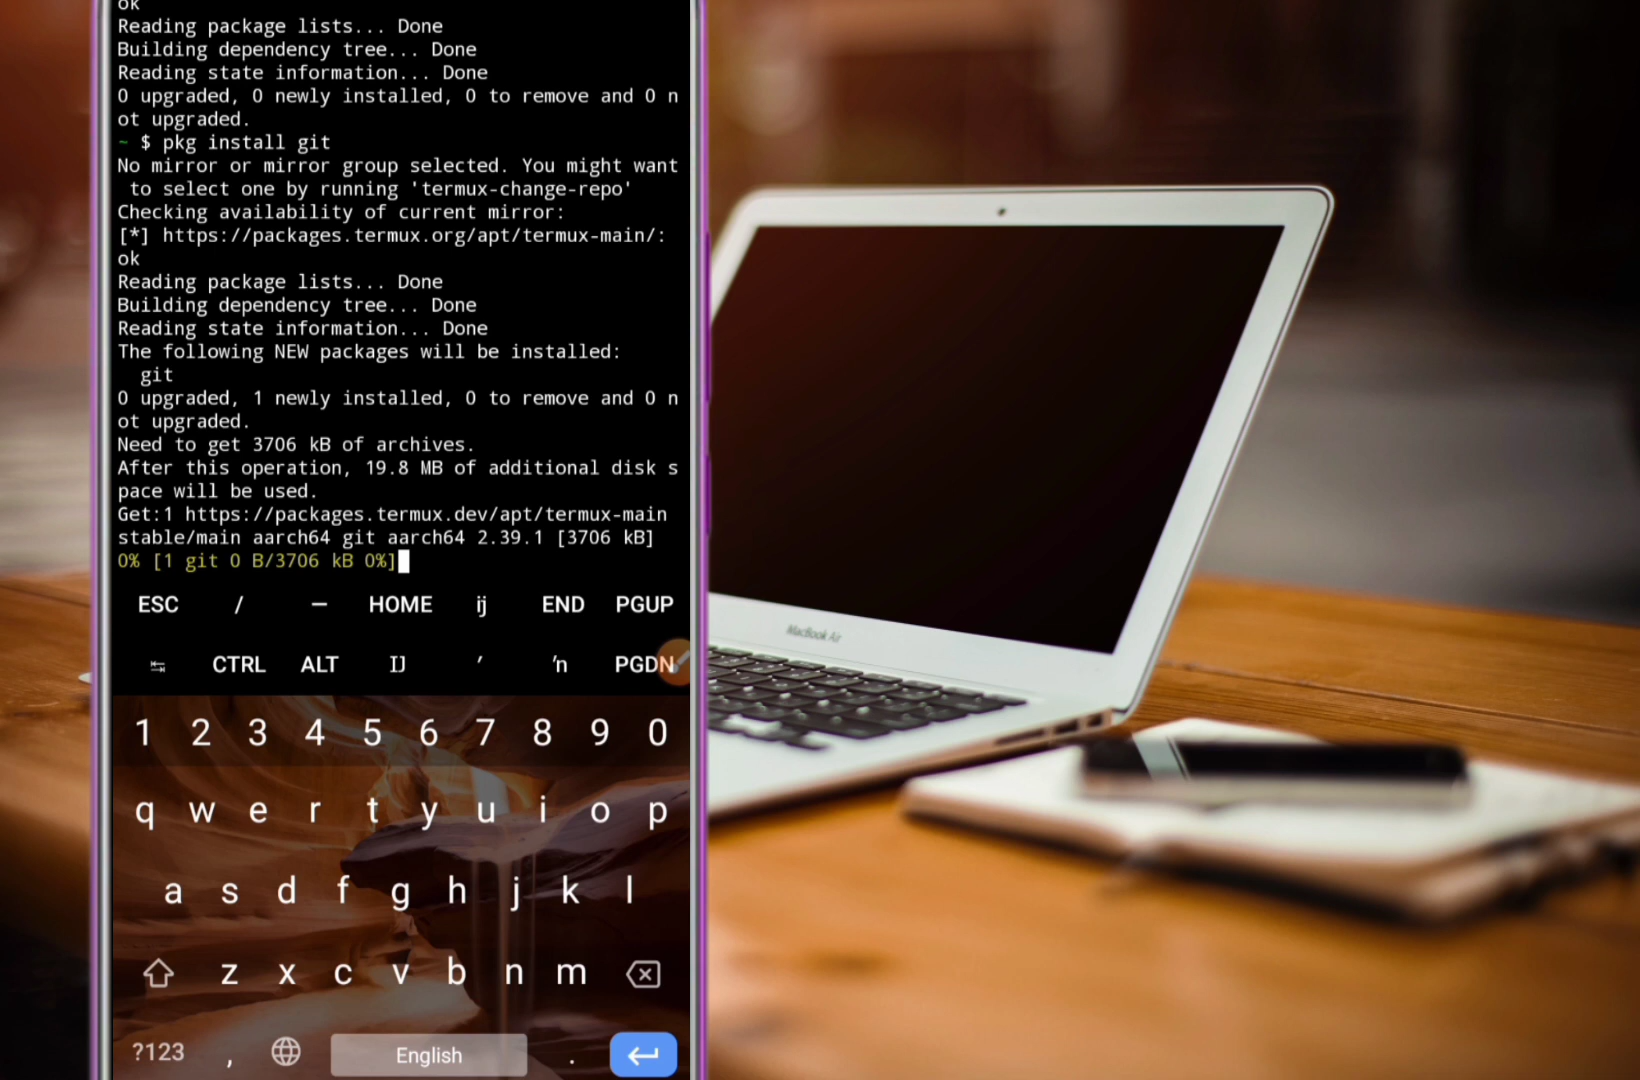 ok
Reading package lists... Done
Building dependency tree... Done
Reading state information... Done
0 upgraded, 0 newly installed, 0 to remove and 0 n
ot upgraded.
~ $ pkg install git
No mirror or mirror group selected. You might want
 to select one by running 'termux-change-repo'
Checking availability of current mirror:
[*] https://packages.termux.org/apt/termux-main/:
ok
Reading package lists... Done
Building dependency tree... Done
Reading state information... Done
The following NEW packages will be installed:
  git
0 upgraded, 1 newly installed, 0 to remove and 0 n
ot upgraded.
Need to get 3706 kB of archives.
After this operation, 19.8 MB of additional disk s
pace will be used.
Get:1 https://packages.termux.dev/apt/termux-main
stable/main aarch64 git aarch64 2.39.1 [3706 kB]
0% [1 git 0 B/3706 kB 0%]
ESC / – HOME ĳ END PGUP
CTRL ALT Ĳ ʹ ŉ PGDN
1 2 3 4 5 6 7 8 9 0
q w e r t y u i o p
a s d f g h j k l
z x c v b n m
?123 , English .
MacBook Air